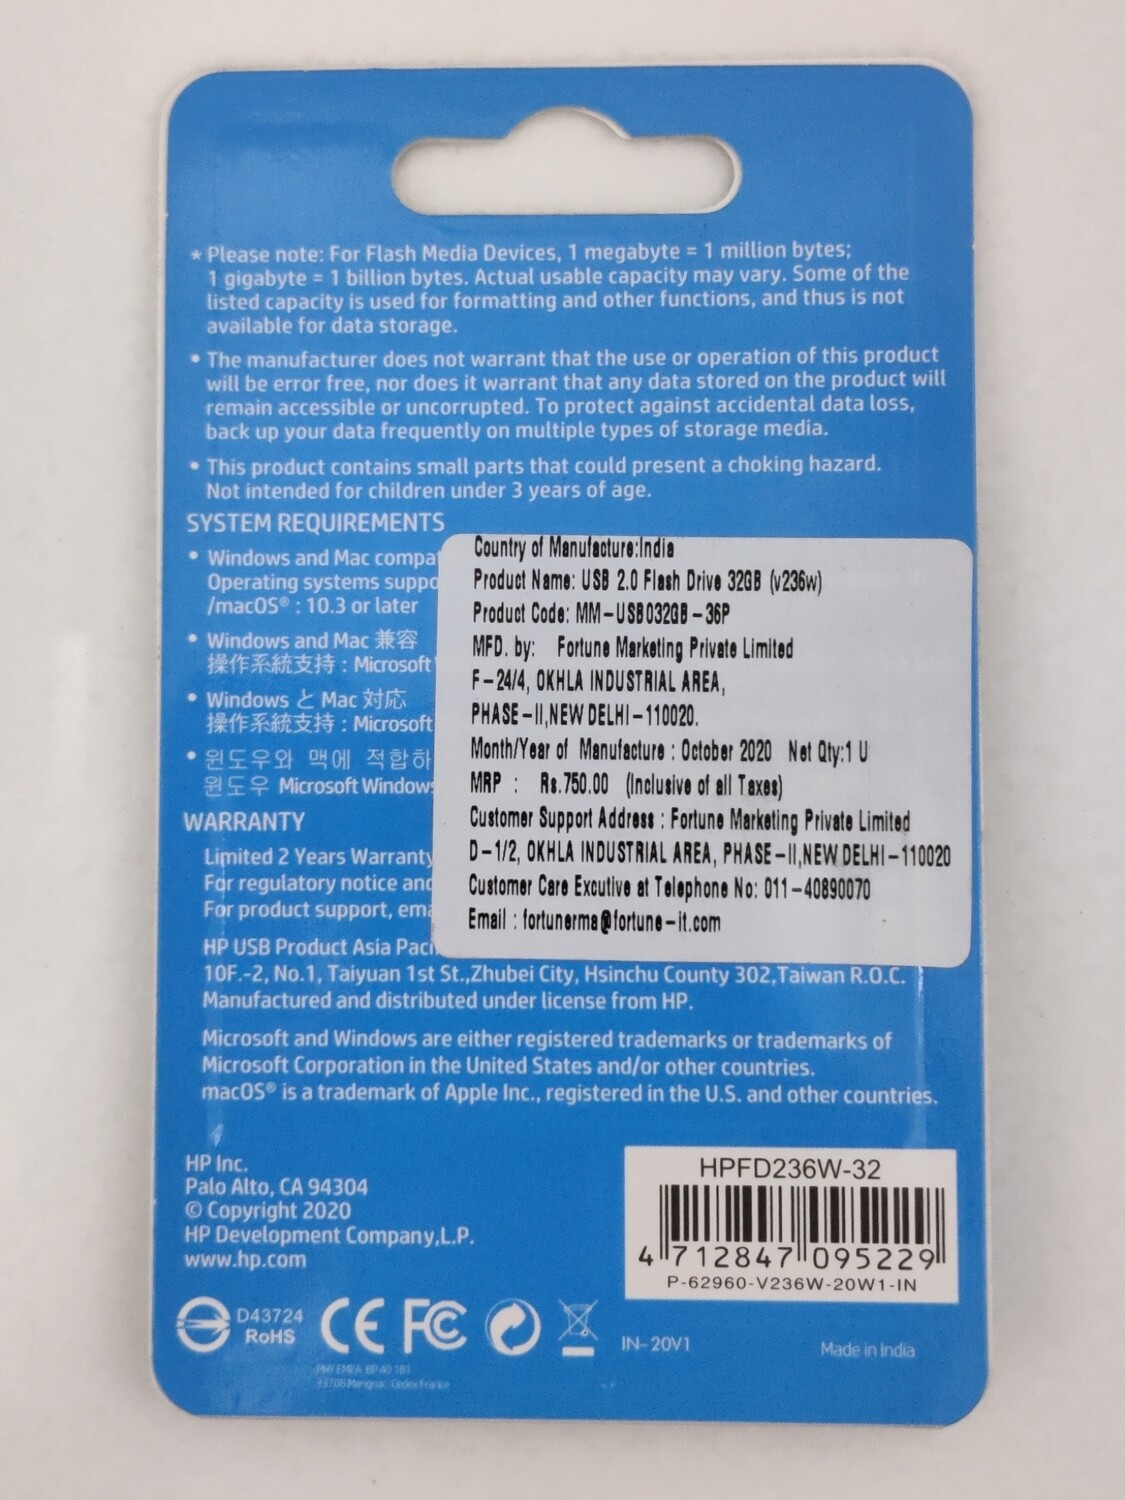 * Please note: For Flash Media Devices, 1 megabyte = 1 million bytes;
1 gigabyte = 1 billion bytes. Actual usable capacity may vary. Some of the
listed capacity is used for formatting and other functions, and thus is not
available for data storage.
• The manufacturer does not warrant that the use or operation of this product
will be error free, nor does it warrant that any data stored on the product will
remain accessible or uncorrupted. To protect against accidental data loss,
back up your data frequently on multiple types of storage media.
• This product contains small parts that could present a choking hazard.
Not intended for children under 3 years of age.
SYSTEM REQUIREMENTS
• Windows and Mac
Operating systems
/macOS® : 10.3 or later
• Windows and Mac 兼容
操作系統支持 : Microsoft
• Windows と Mac 対応
操作系統支持 : Microsoft
• 윈도우와 맥에 적합하
윈도우 Microsoft Windows
WARRANTY
Limited 2 Years Warranty
For regulatory notice and
For product support,
HP USB Product Asia
10F.-2, No.1, Taiyuan 1st St.,Zhubei City, Hsinchu County 302,Taiwan R.O.C.
Manufactured and distributed under license from HP.
Microsoft and Windows are either registered trademarks or trademarks of
Microsoft Corporation in the United States and/or other countries.
macOS® is a trademark of Apple Inc., registered in the U.S. and other countries.
Country of Manufacture:India
Product Name: USB 2.0 Flash Drive 32GB (v236w)
Product Code: MM-USB032GB-36P
MFD. by: Fortune Marketing Private Limited
F-24/4, OKHLA INDUSTRIAL AREA,
PHASE-II,NEW DELHI-110020.
Month/Year of Manufacture : October 2020 Net Qty:1 U
MRP : Rs.750.00 (Inclusive of all Taxes)
Customer Support Address : Fortune Marketing Private Limited
D-1/2, OKHLA INDUSTRIAL AREA, PHASE-II,NEW DELHI-110020
Customer Care Excutive at Telephone No: 011-40890070
Email : fortunerma@fortune-it.com
HP Inc.
Palo Alto, CA 94304
© Copyright 2020
HP Development Company,L.P.
www.hp.com
HPFD236W-32
4 712847 095229
P-62960-V236W-20W1-IN
D43724
RoHS
CE FC
IN-20V1
Made in India
PNY EMEA BP 40 181
33708 Merignac Cedex France